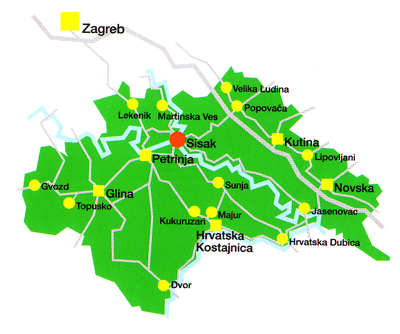 Zagreb
Velika Ludina
Popovača
Lekenik
Martinska Ves
Kutina
Sisak
Lipovljani
Petrinja
Sunja
Novska
Gvozd
Glina
Topusko
Jasenovac
Kukuruzari
Majur
Hrvatska
Kostajnica
Hrvatska Dubica
Dvor